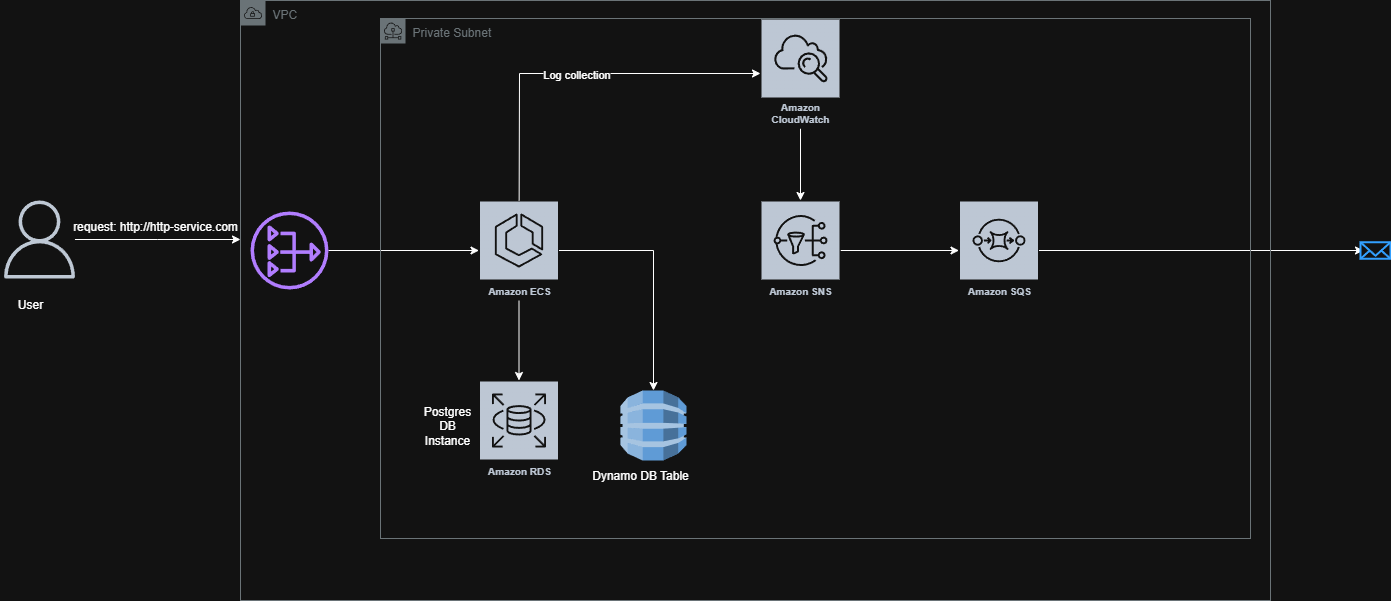 VPC
Private Subnet
Log collection
Amazon
CloudWatch
request: http://http-service.com
User
Amazon ECS
Amazon SNS
Amazon SQS
Postgres
DB
Instance
Amazon RDS
Dynamo DB Table